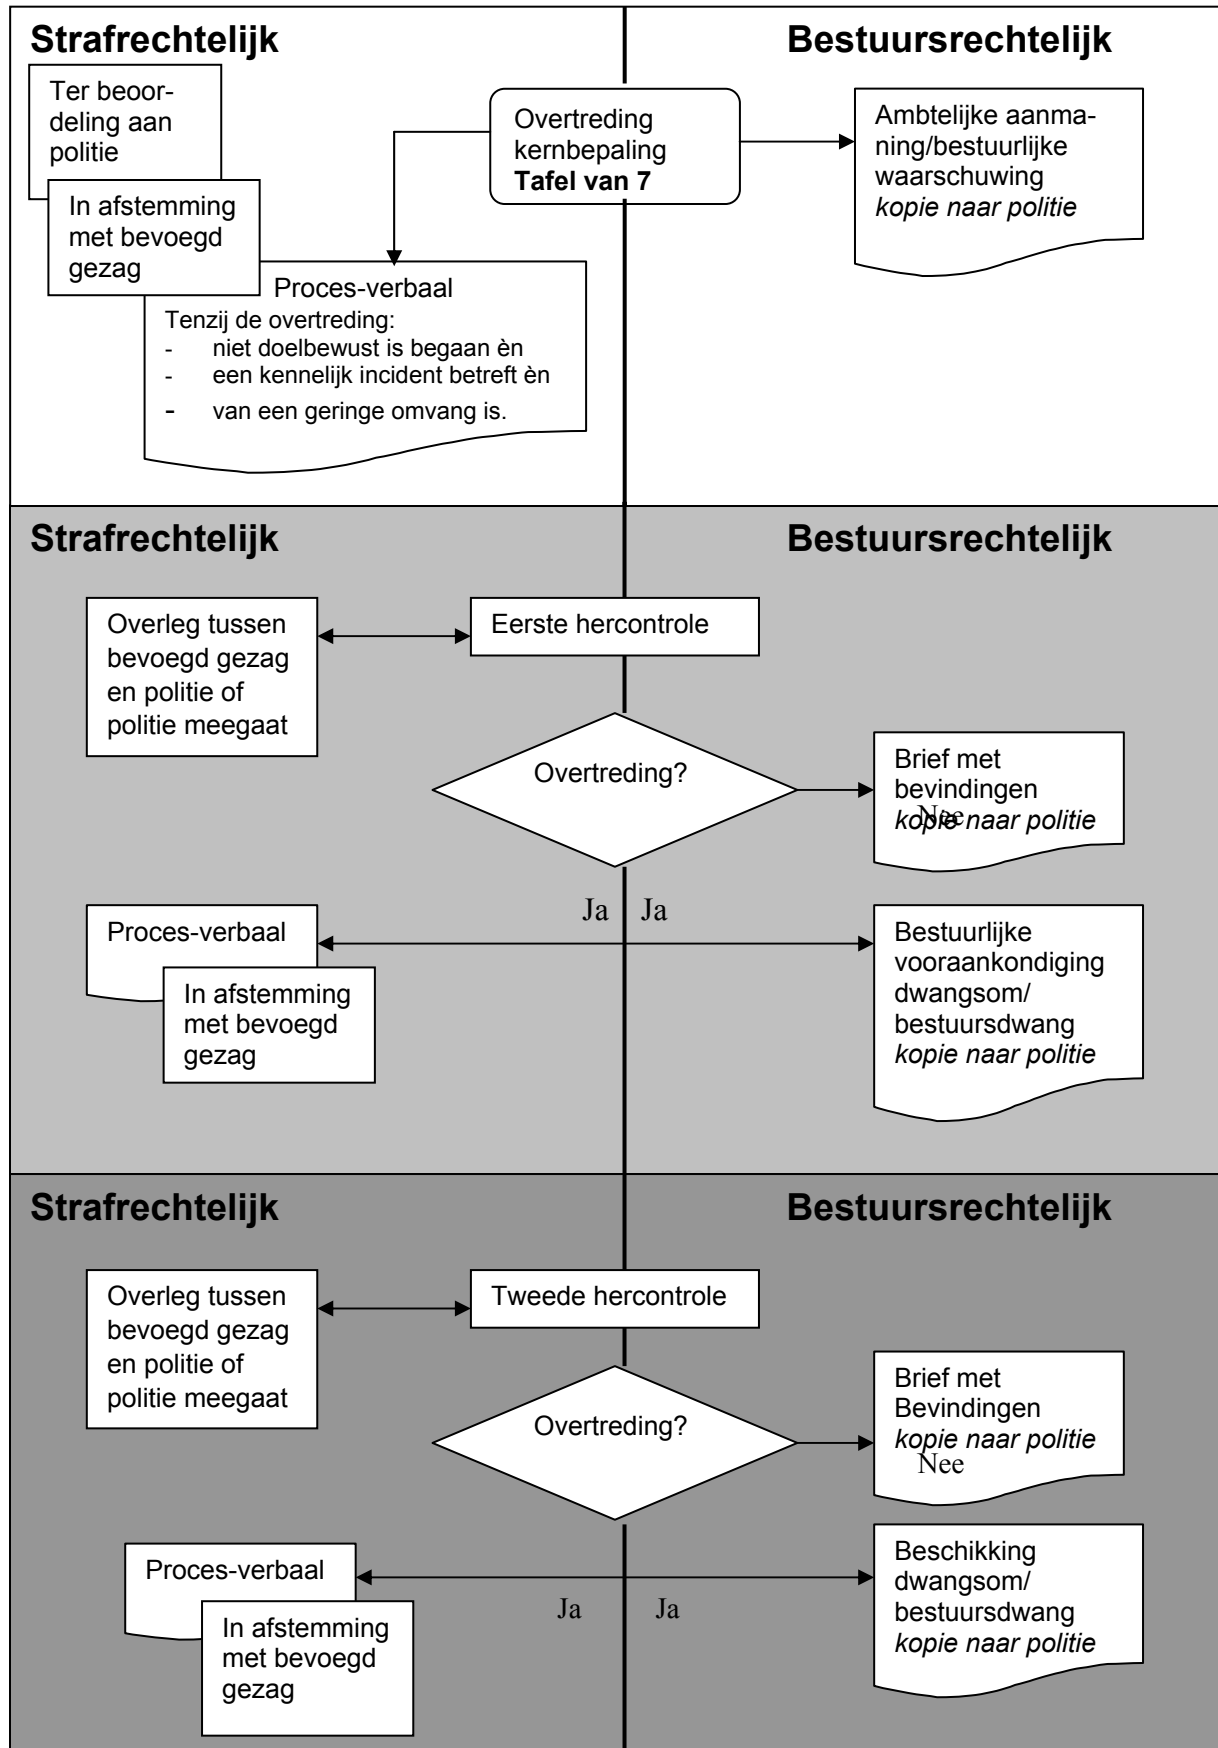 Strafrechtelijk
Bestuursrechtelijk
Ter beoor-
deling aan
politie
In afstemming
met bevoegd
gezag
Overtreding
kernbepaling
Tafel van 7
Ambtelijke aanma-
ning/bestuurlijke
waarschuwing
kopie naar politie
Proces-verbaal
Tenzij de overtreding:
- niet doelbewust is begaan èn
- een kennelijk incident betreft èn
- van een geringe omvang is.
Strafrechtelijk
Bestuursrechtelijk
Overleg tussen
bevoegd gezag
en politie of
politie meegaat
Eerste hercontrole
Overtreding?
Brief met
bevindingen
kopie naar politie
Nee
Ja Ja
Proces-verbaal
In afstemming
met bevoegd
gezag
Bestuurlijke
vooraankondiging
dwangsom/
bestuursdwang
kopie naar politie
Strafrechtelijk
Bestuursrechtelijk
Overleg tussen
bevoegd gezag
en politie of
politie meegaat
Tweede hercontrole
Overtreding?
Brief met
Bevindingen
kopie naar politie
Nee
Proces-verbaal
In afstemming
met bevoegd
gezag
Ja Ja
Beschikking
dwangsom/
bestuursdwang
kopie naar politie